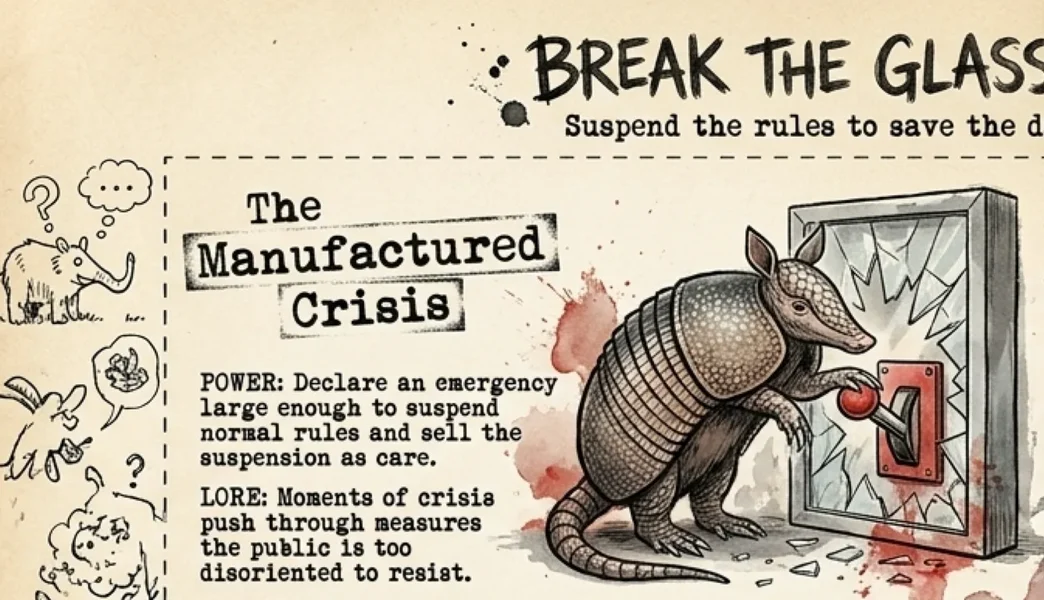 BREAK THE GLASS
Suspend the rules to save the
The
Manufactured
Crisis
POWER: Declare an emergency
large enough to suspend
normal rules and sell the
suspension as care.
LORE: Moments of crisis
push through measures
the public is too
disoriented to resist.